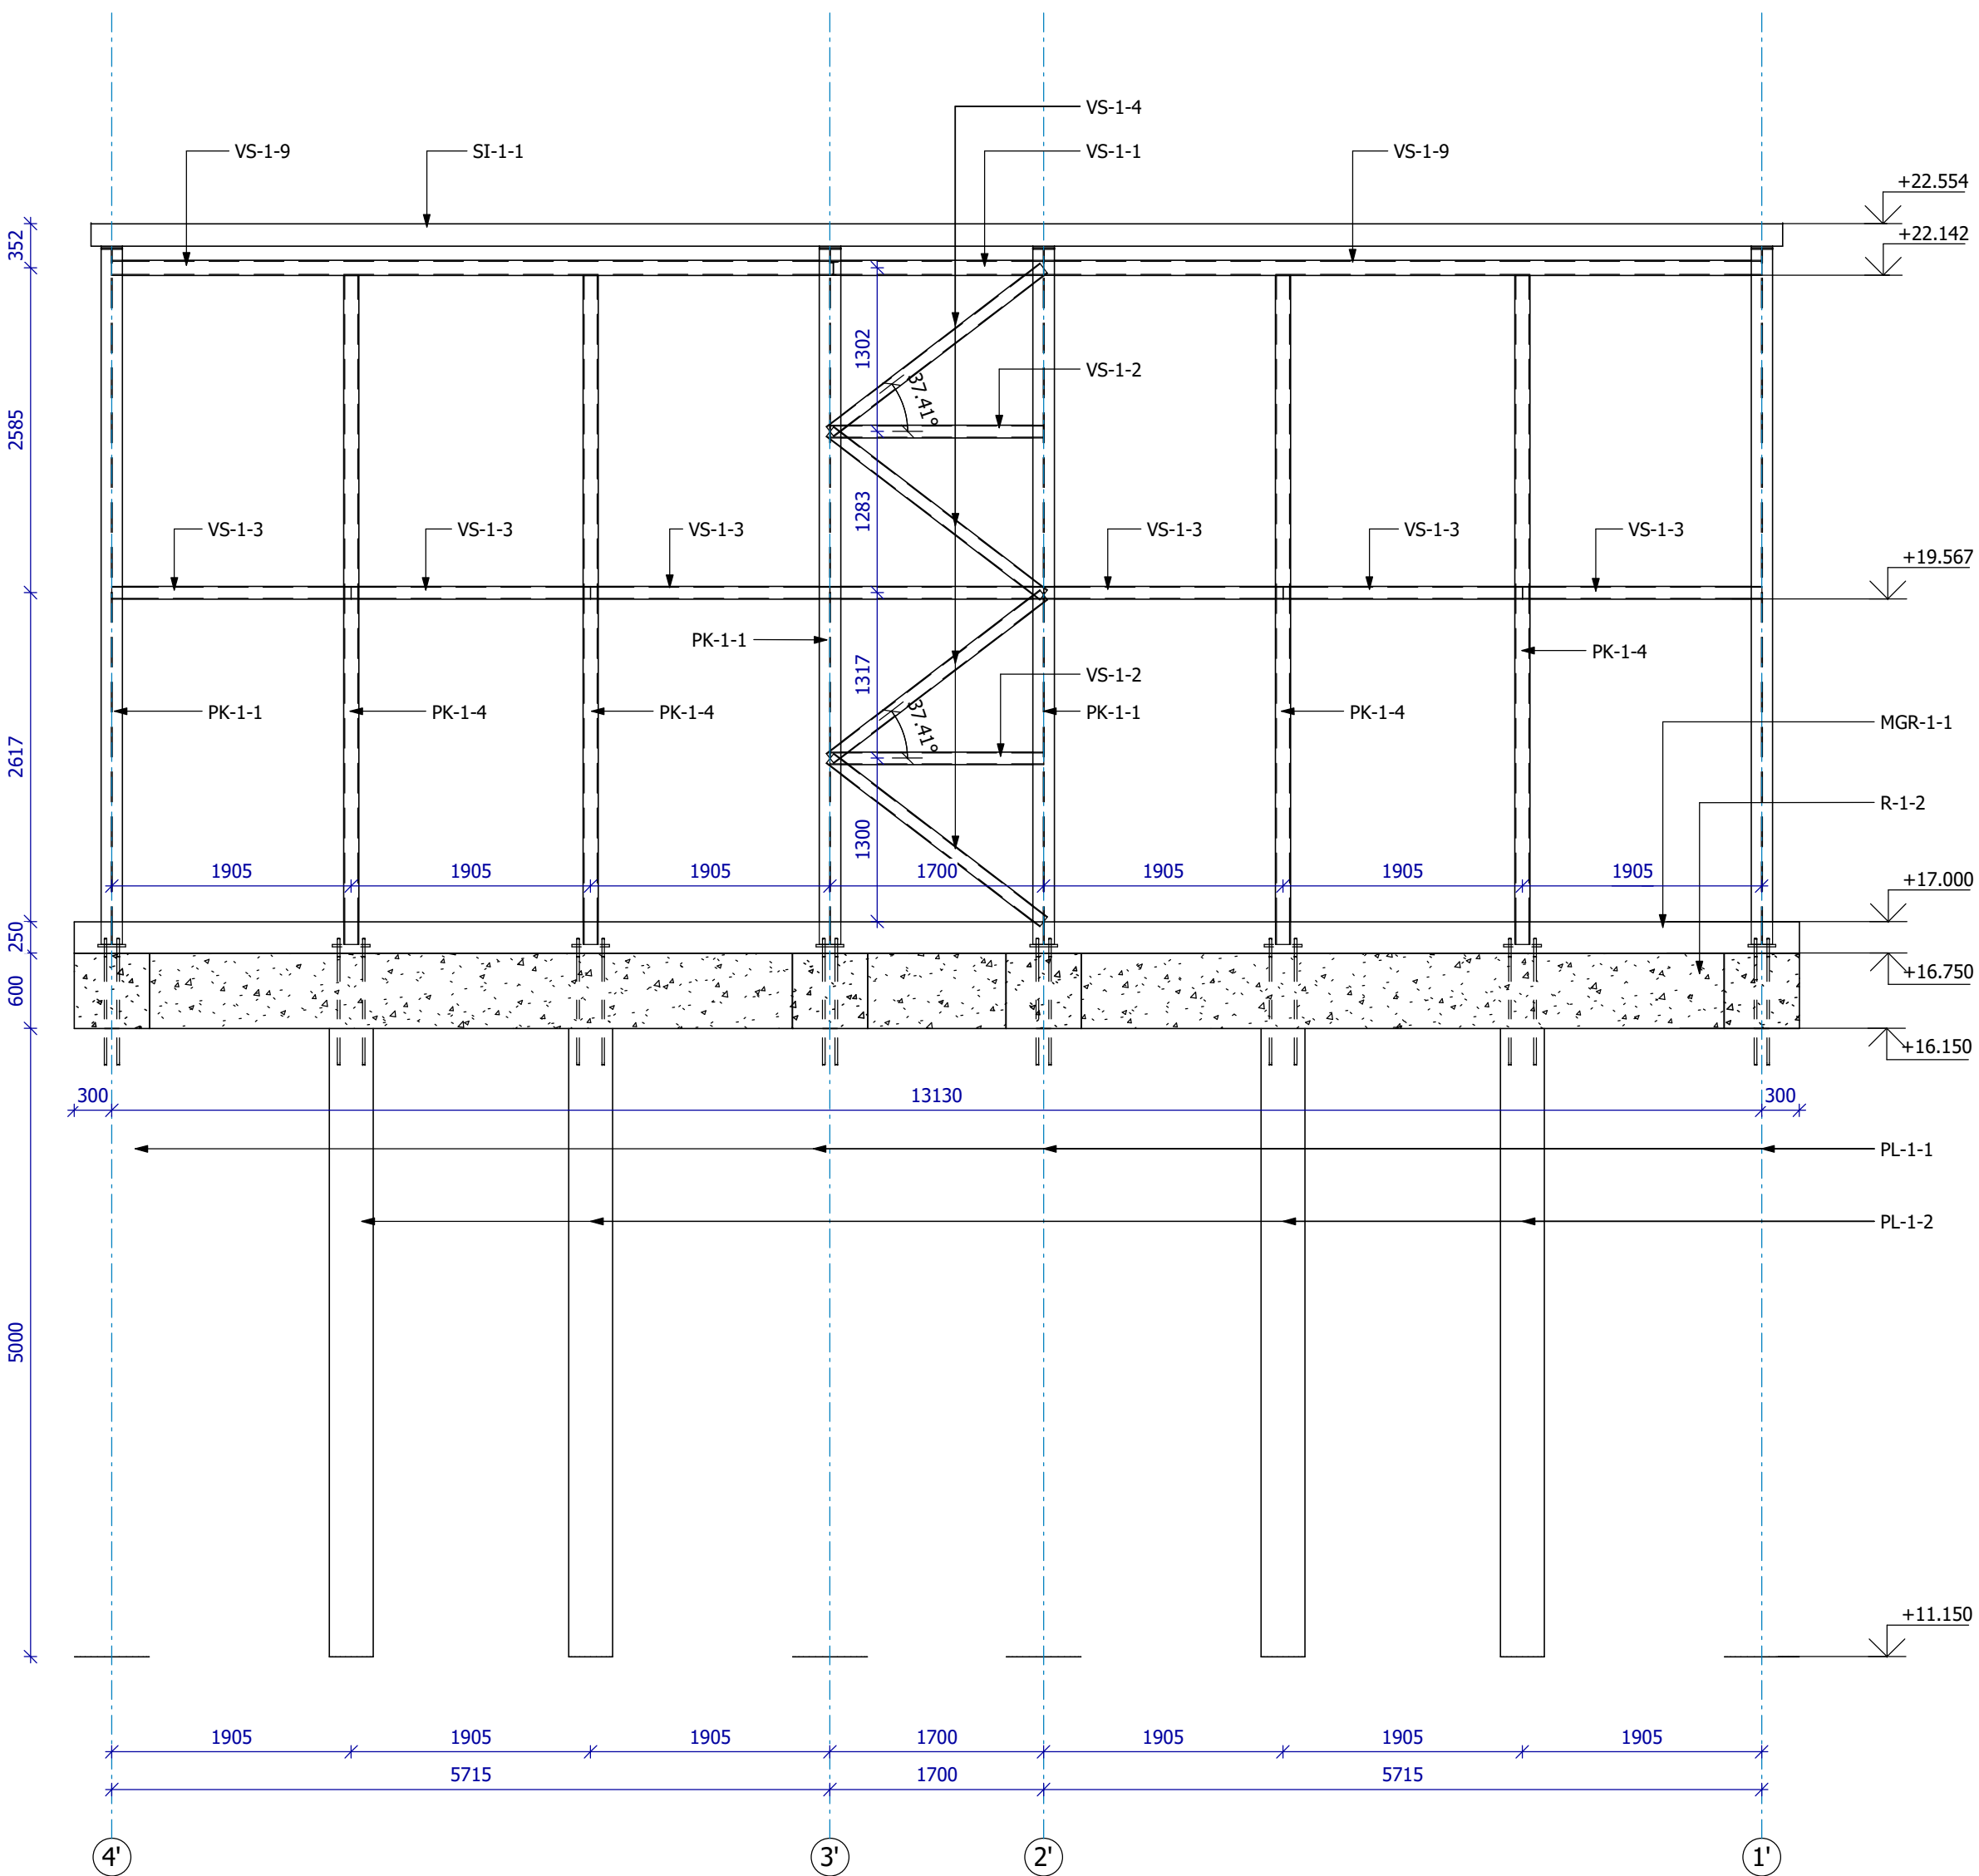 VS-1-4
VS-1-9
SI-1-1
VS-1-1
VS-1-9
+22.554
+22.142
352
1302
VS-1-2
37.41°
2585
1283
VS-1-3
VS-1-3
VS-1-3
VS-1-3
VS-1-3
VS-1-3
+19.567
PK-1-1
1317
PK-1-4
VS-1-2
PK-1-1
PK-1-4
PK-1-4
37.41°
PK-1-1
PK-1-4
MGR-1-1
2617
R-1-2
1300
1905
1905
1905
1700
1905
1905
1905
+17.000
250
+16.750
600
+16.150
300
13130
300
PL-1-1
PL-1-2
5000
+11.150
1905
1905
1905
1700
1905
1905
1905
5715
1700
5715
4'
3'
2'
1'